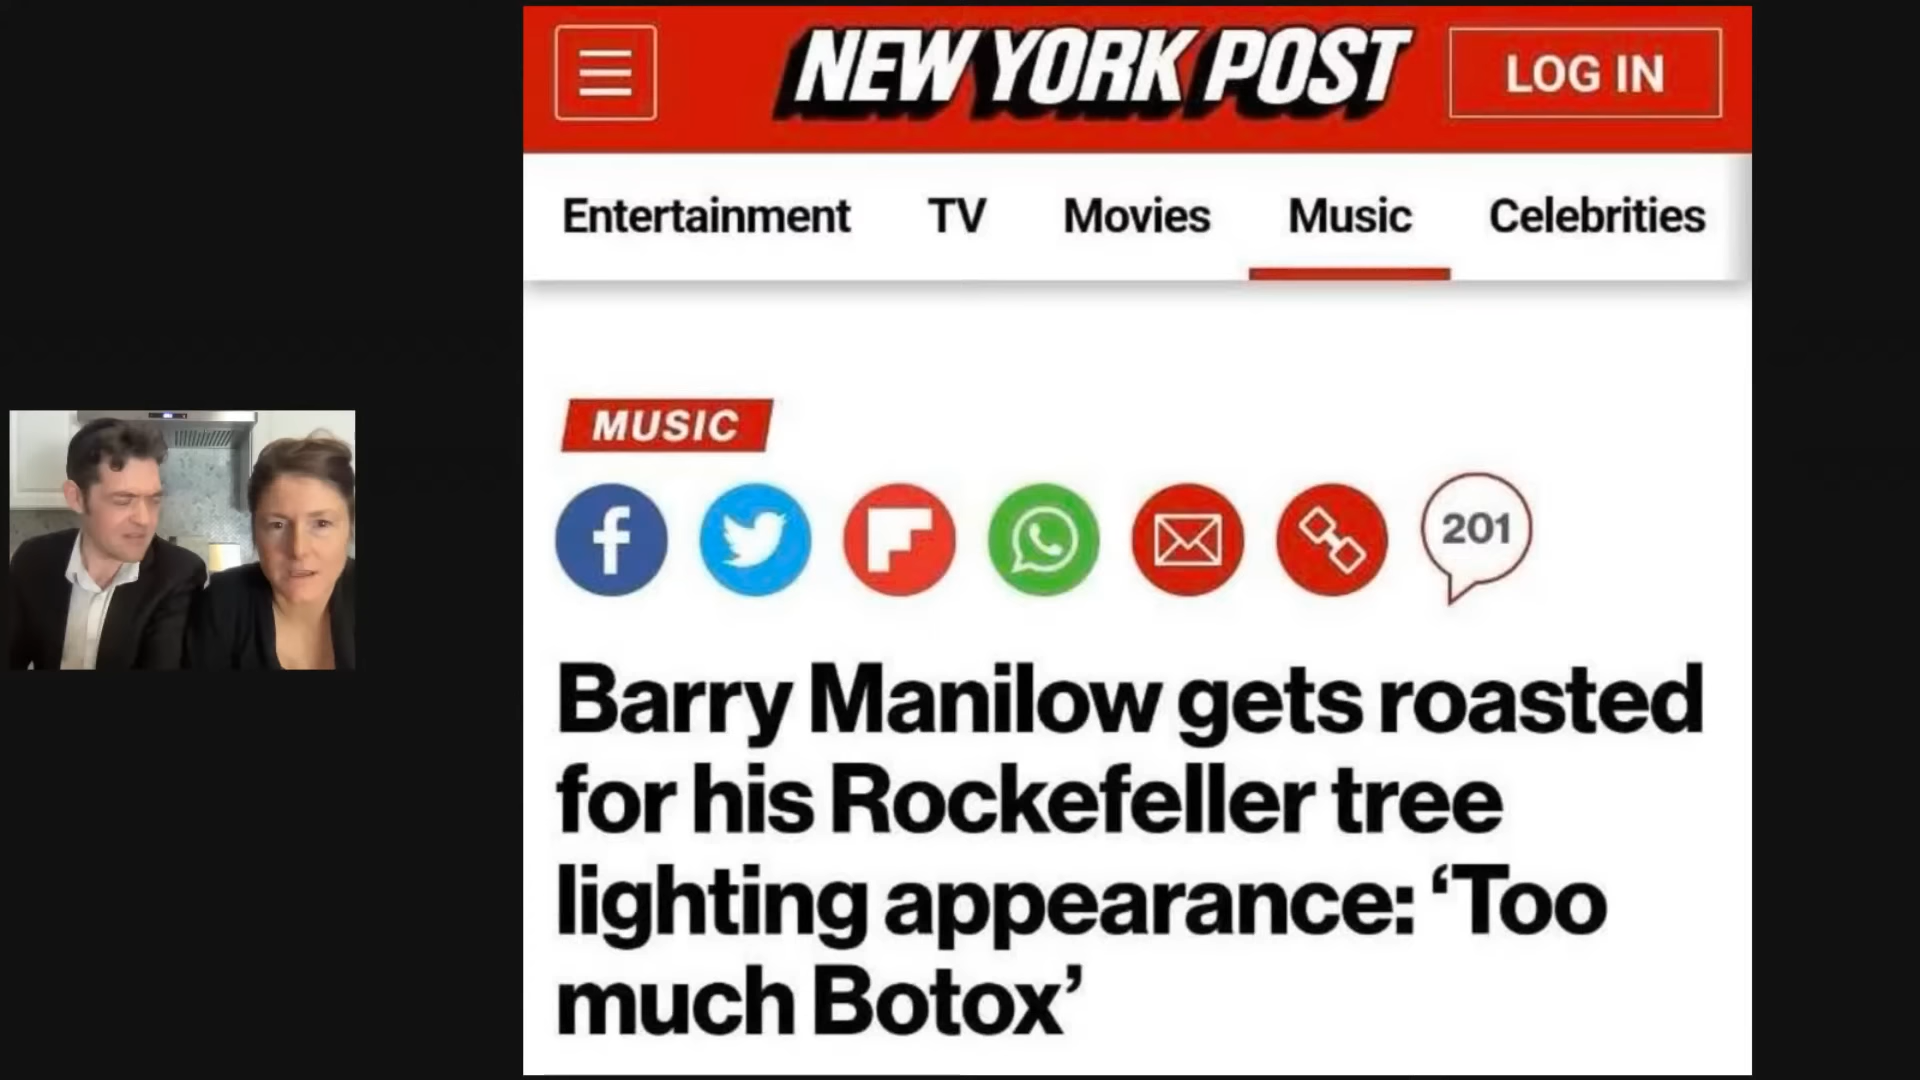 NEW YORK POST
LOG IN
Entertainment TV Movies Music Celebrities
MUSIC
201
Barry Manilow gets roasted
for his Rockefeller tree
lighting appearance: ‘Too
much Botox’